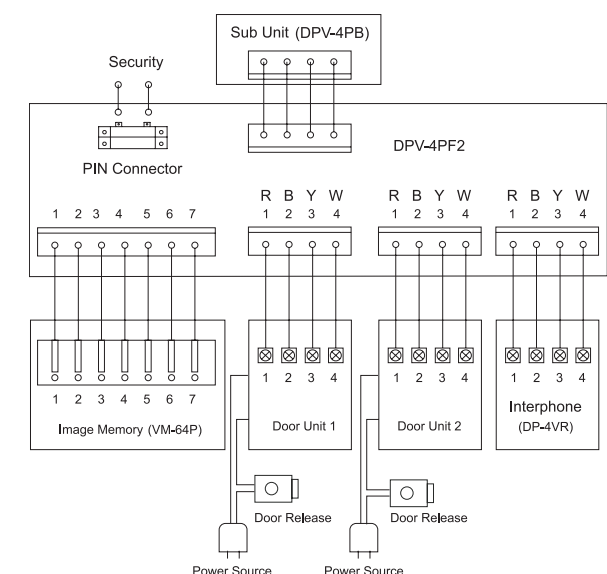 Sub Unit (DPV-4PB)
Security
DPV-4PF2
PIN Connector
R B Y W
R B Y W
R B Y W
1 2 3 4 5 6 7
1 2 3 4
1 2 3 4
1 2 3 4
1 2 3 4
1 2 3 4
1 2 3 4
1 2 3 4 5 6 7
Image Memory (VM-64P)
Door Unit 1
Door Unit 2
Interphone
(DP-4VR)
Door Release
Door Release
Power Source
Power Source